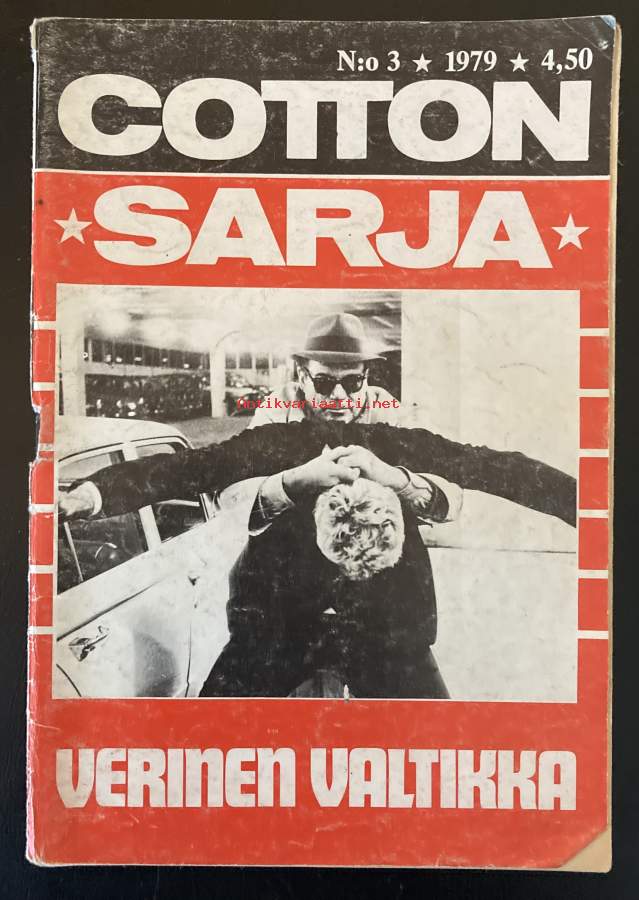 N:o 3 ★ 1979 ★ 4,50
COTTON
★SARJA★
antikvariaatti.net
VERINEN VALTIKKA